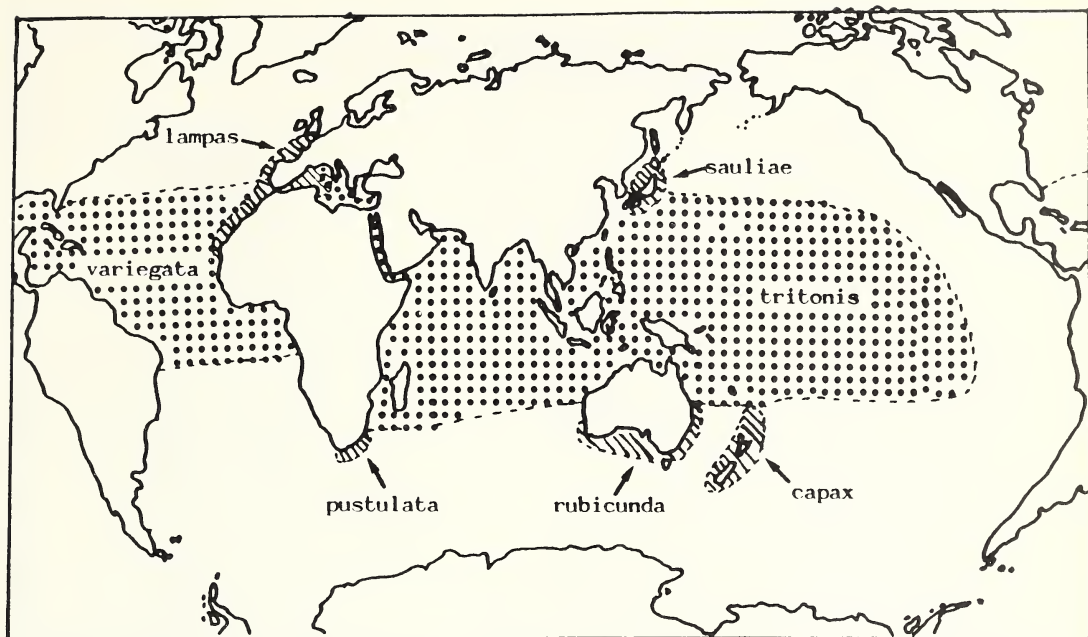 lampas
sauliae
variegata
tritonis
pustulata
rubicunda
capax